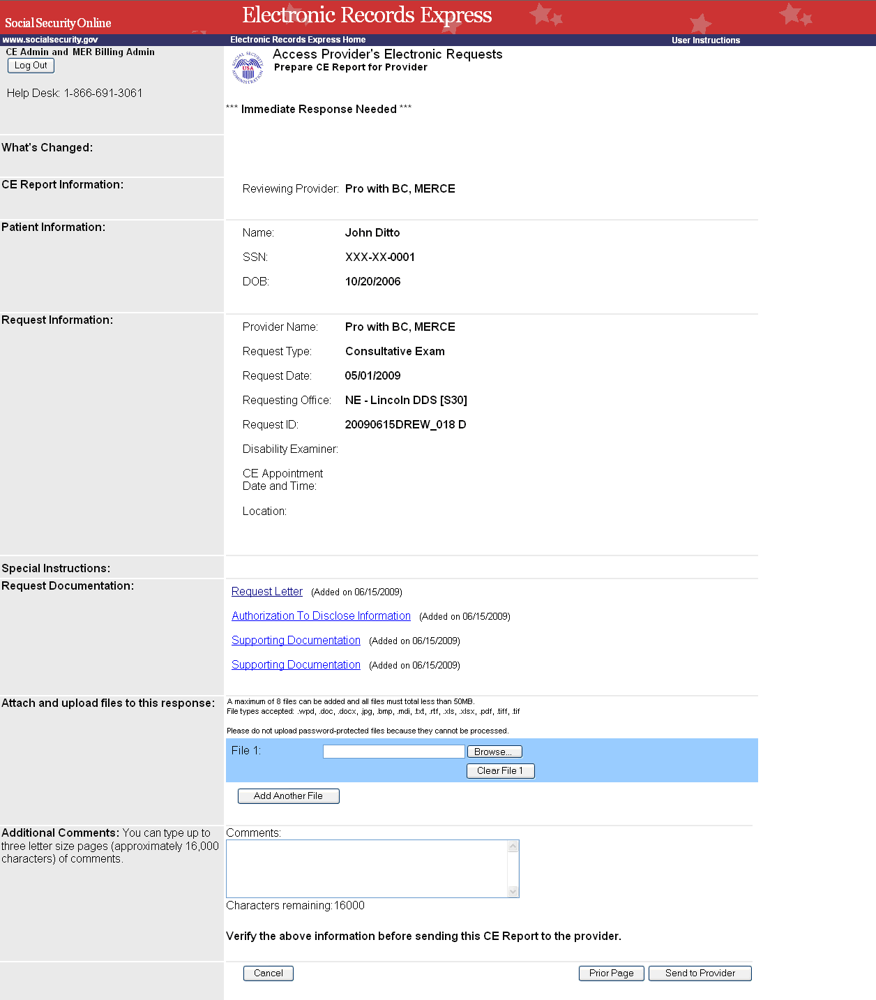 Electronic Records Express
Social Security Online
www.socialsecurity.gov
Electronic Records Express Home
User Instructions
CE Admin and MER Billing Admin
Log Out
Help Desk: 1-866-691-3061
SOCIAL SECURITY ADMINISTRATION
USA
Access Provider's Electronic Requests
Prepare CE Report for Provider
*** Immediate Response Needed ***
What's Changed:
CE Report Information:
Reviewing Provider: Pro with BC, MERCE
Patient Information:
Name: John Ditto
SSN: XXX-XX-0001
DOB: 10/20/2006
Request Information:
Provider Name: Pro with BC, MERCE
Request Type: Consultative Exam
Request Date: 05/01/2009
Requesting Office: NE - Lincoln DDS [S30]
Request ID: 20090615DREW_018 D
Disability Examiner:
CE Appointment
Date and Time:
Location:
Special Instructions:
Request Documentation:
Request Letter (Added on 06/15/2009)
Authorization To Disclose Information (Added on 06/15/2009)
Supporting Documentation (Added on 06/15/2009)
Supporting Documentation (Added on 06/15/2009)
Attach and upload files to this response:
A maximum of 8 files can be added and all files must total less than 50MB.
File types accepted: .wpd, .doc, .docx, .jpg, .bmp, .mdi, .txt, .rtf, .xls, .xlsx, .pdf, .tiff, .tif
Please do not upload password-protected files because they cannot be processed.
File 1: Browse...
Clear File 1
Add Another File
Additional Comments: You can type up to
three letter size pages (approximately 16,000
characters) of comments.
Comments:
Characters remaining:16000
Verify the above information before sending this CE Report to the provider.
Cancel
Prior Page
Send to Provider